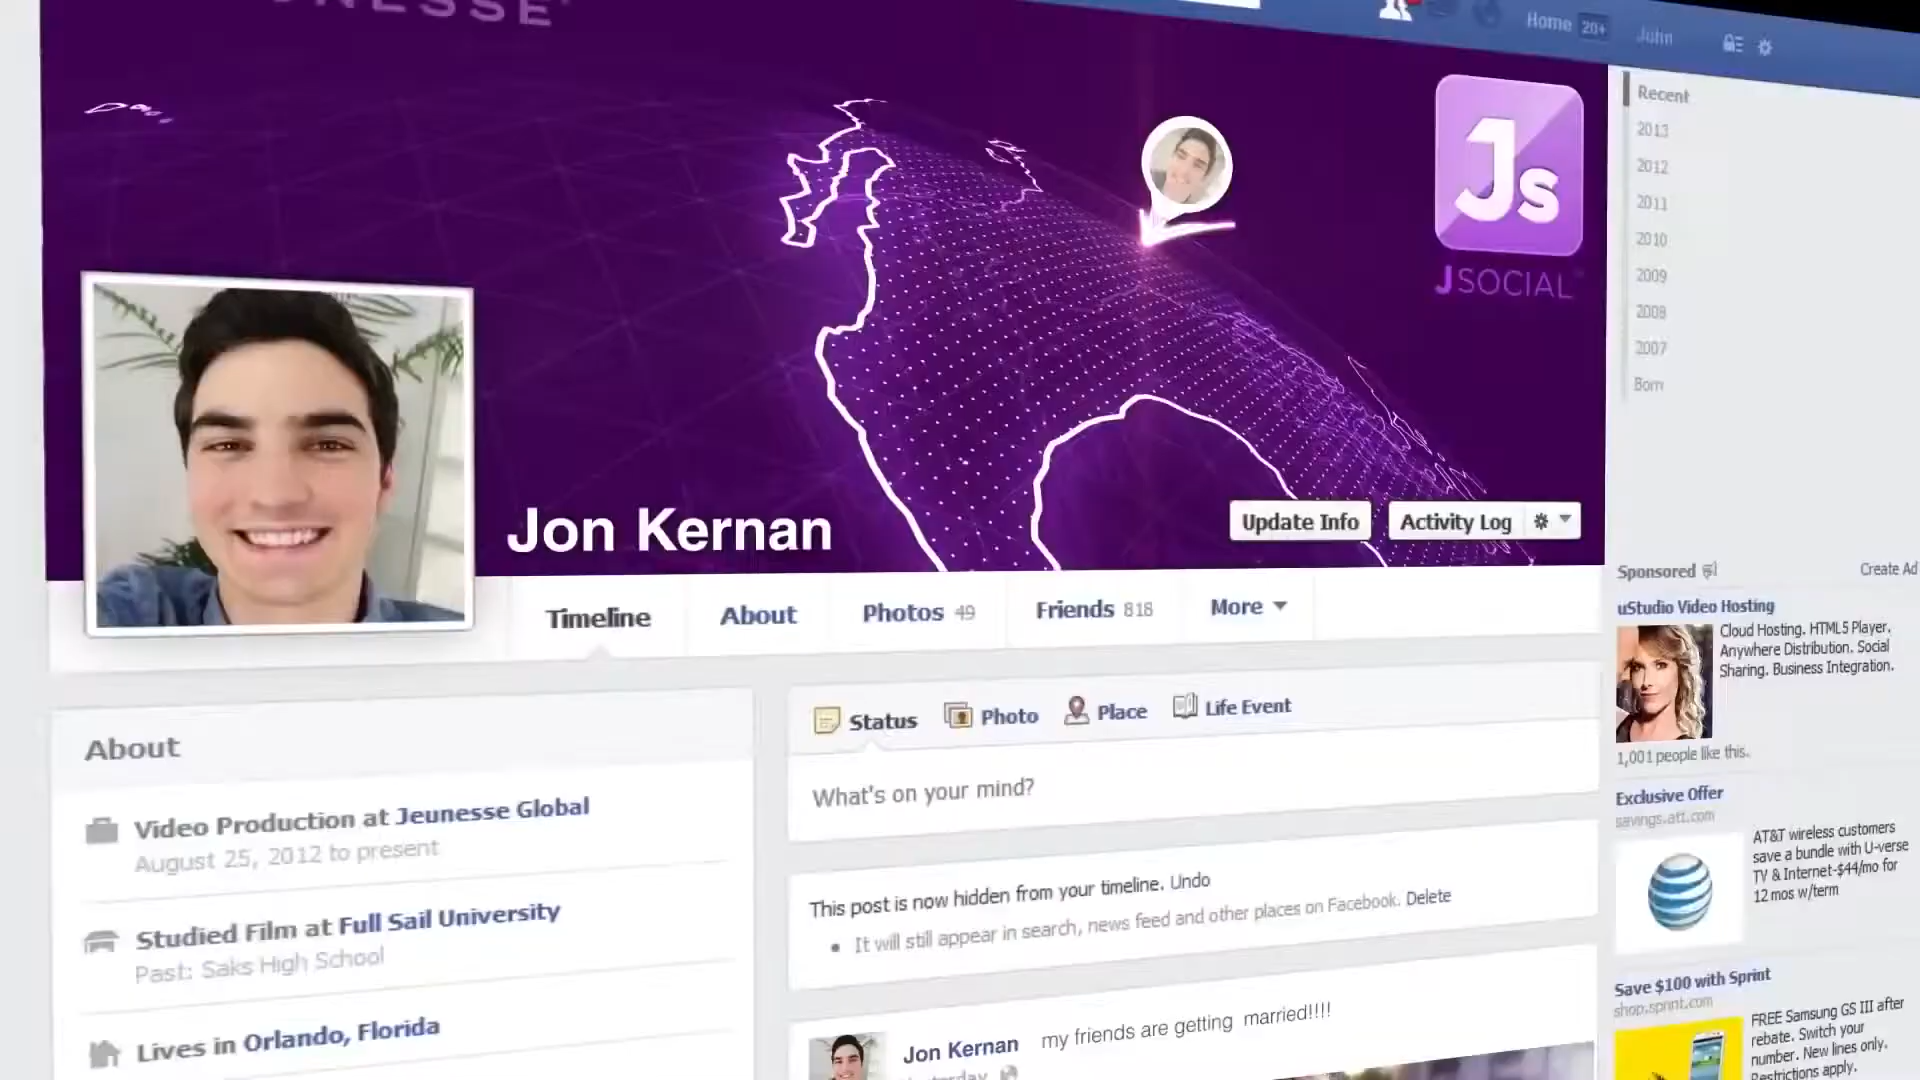 Home 20+ John
Js
JSOCIAL
Recent
2013
2012
2011
2010
2009
2008
2007
Born
Jon Kernan
Update Info
Activity Log
Timeline
About
Photos 49
Friends 818
More
About
Video Production at Jeunesse Global
August 25, 2012 to present
Studied Film at Full Sail University
Past: Saks High School
Lives in Orlando, Florida
Status
Photo
Place
Life Event
What's on your mind?
This post is now hidden from your timeline. Undo
• It will still appear in search, news feed and other places on Facebook. Delete
Jon Kernan my friends are getting married!!!!
Sponsored
Create Ad
uStudio Video Hosting
Cloud Hosting. HTML5 Player.
Anywhere Distribution. Social
Sharing. Business Integration.
1,001 people like this.
Exclusive Offer
savings.att.com
AT&T wireless customers
save a bundle with U-verse
TV & Internet-$44/mo for
12 mos w/term
Save $100 with Sprint
shop.sprint.com
FREE Samsung GS III after
rebate. Switch your
number. New lines only.
Restrictions apply.